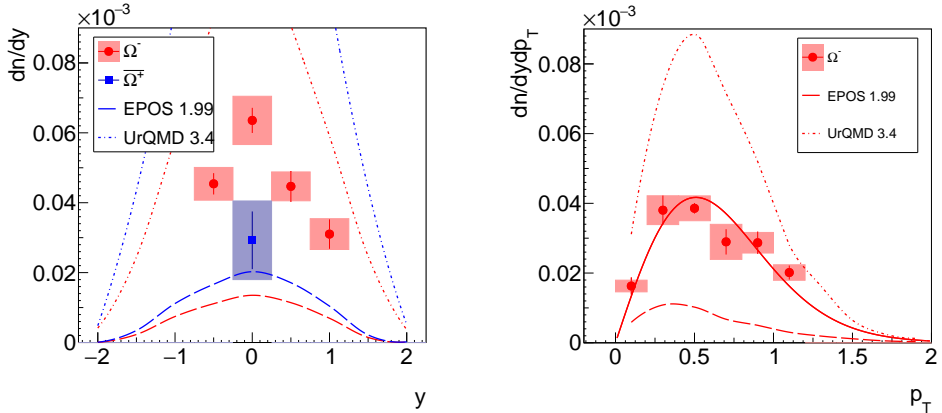 ×10⁻³
dn/dy
0.08
0.06
0.04
0.02
0
−2
−1
0
1
2
y
Ω⁻
Ω⁺
EPOS 1.99
UrQMD 3.4
×10⁻³
dn/dydp_T
0.08
0.06
0.04
0.02
0
0
0.5
1
1.5
2
p_T
Ω⁻
EPOS 1.99
UrQMD 3.4